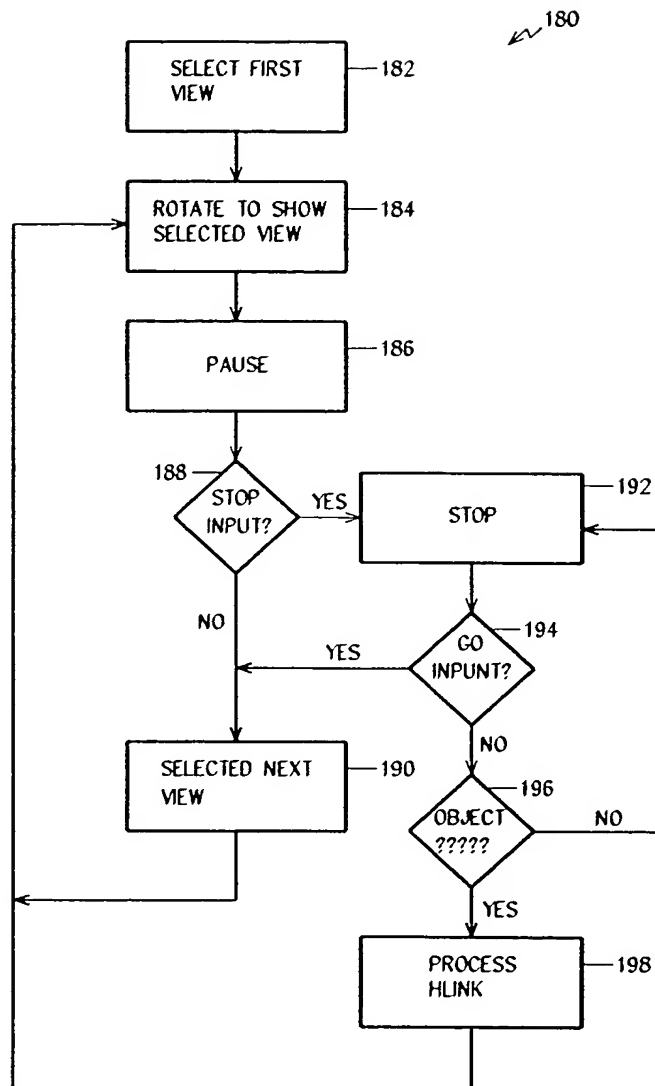 180
SELECT FIRST
VIEW
182
ROTATE TO SHOW
SELECTED VIEW
184
PAUSE
186
188
STOP
INPUT?
YES
NO
STOP
192
GO
INPUNT?
194
YES
NO
SELECTED NEXT
VIEW
190
OBJECT
?????
196
NO
YES
PROCESS
HLINK
198